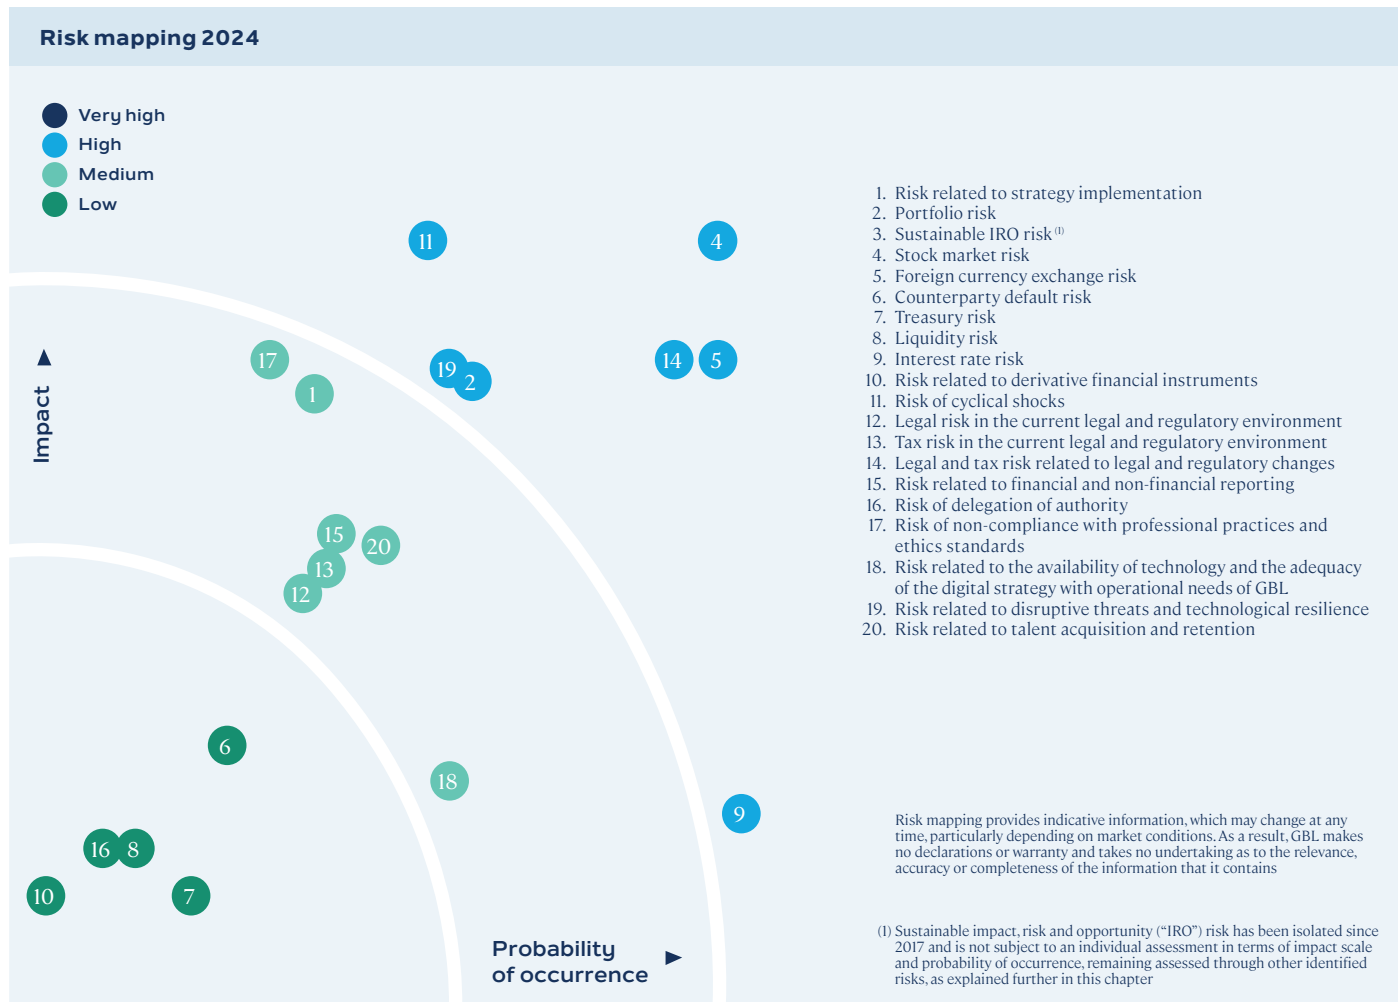 Risk mapping 2024
Very high
High
Medium
Low
11
4
17
1
19
2
14
5
Impact
15
20
13
12
6
18
9
16
8
10
7
Probability
of occurrence
1. Risk related to strategy implementation
2. Portfolio risk
3. Sustainable IRO risk (1)
4. Stock market risk
5. Foreign currency exchange risk
6. Counterparty default risk
7. Treasury risk
8. Liquidity risk
9. Interest rate risk
10. Risk related to derivative financial instruments
11. Risk of cyclical shocks
12. Legal risk in the current legal and regulatory environment
13. Tax risk in the current legal and regulatory environment
14. Legal and tax risk related to legal and regulatory changes
15. Risk related to financial and non-financial reporting
16. Risk of delegation of authority
17. Risk of non-compliance with professional practices and
ethics standards
18. Risk related to the availability of technology and the adequacy
of the digital strategy with operational needs of GBL
19. Risk related to disruptive threats and technological resilience
20. Risk related to talent acquisition and retention
Risk mapping provides indicative information, which may change at any
time, particularly depending on market conditions. As a result, GBL makes
no declarations or warranty and takes no undertaking as to the relevance,
accuracy or completeness of the information that it contains
(1) Sustainable impact, risk and opportunity (“IRO”) risk has been isolated since
2017 and is not subject to an individual assessment in terms of impact scale
and probability of occurrence, remaining assessed through other identified
risks, as explained further in this chapter